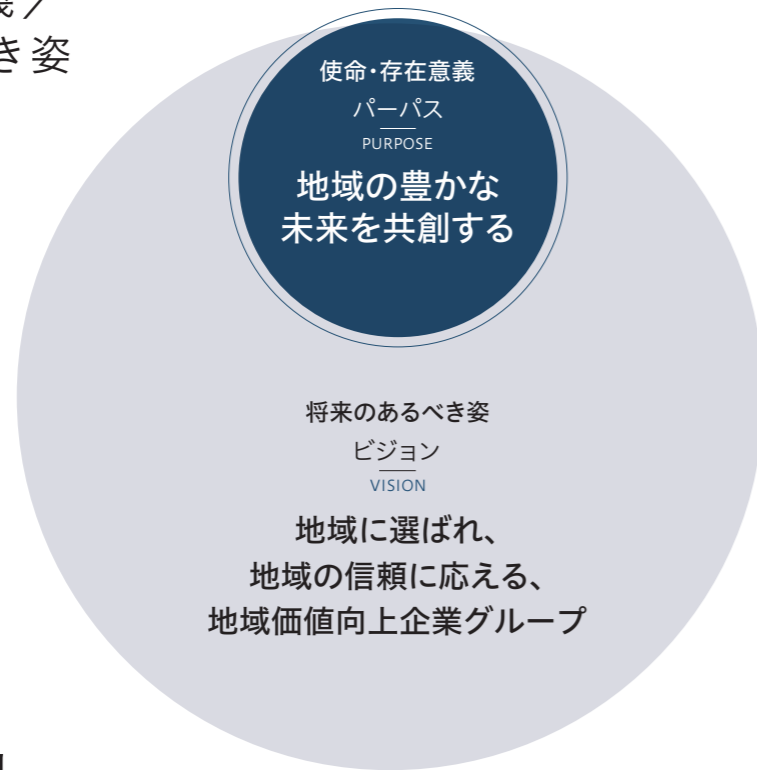 義／
き姿
使命・存在意義
パーパス
PURPOSE
地域の豊かな
未来を共創する
将来のあるべき姿
ビジョン
VISION
地域に選ばれ、
地域の信頼に応える、
地域価値向上企業グループ